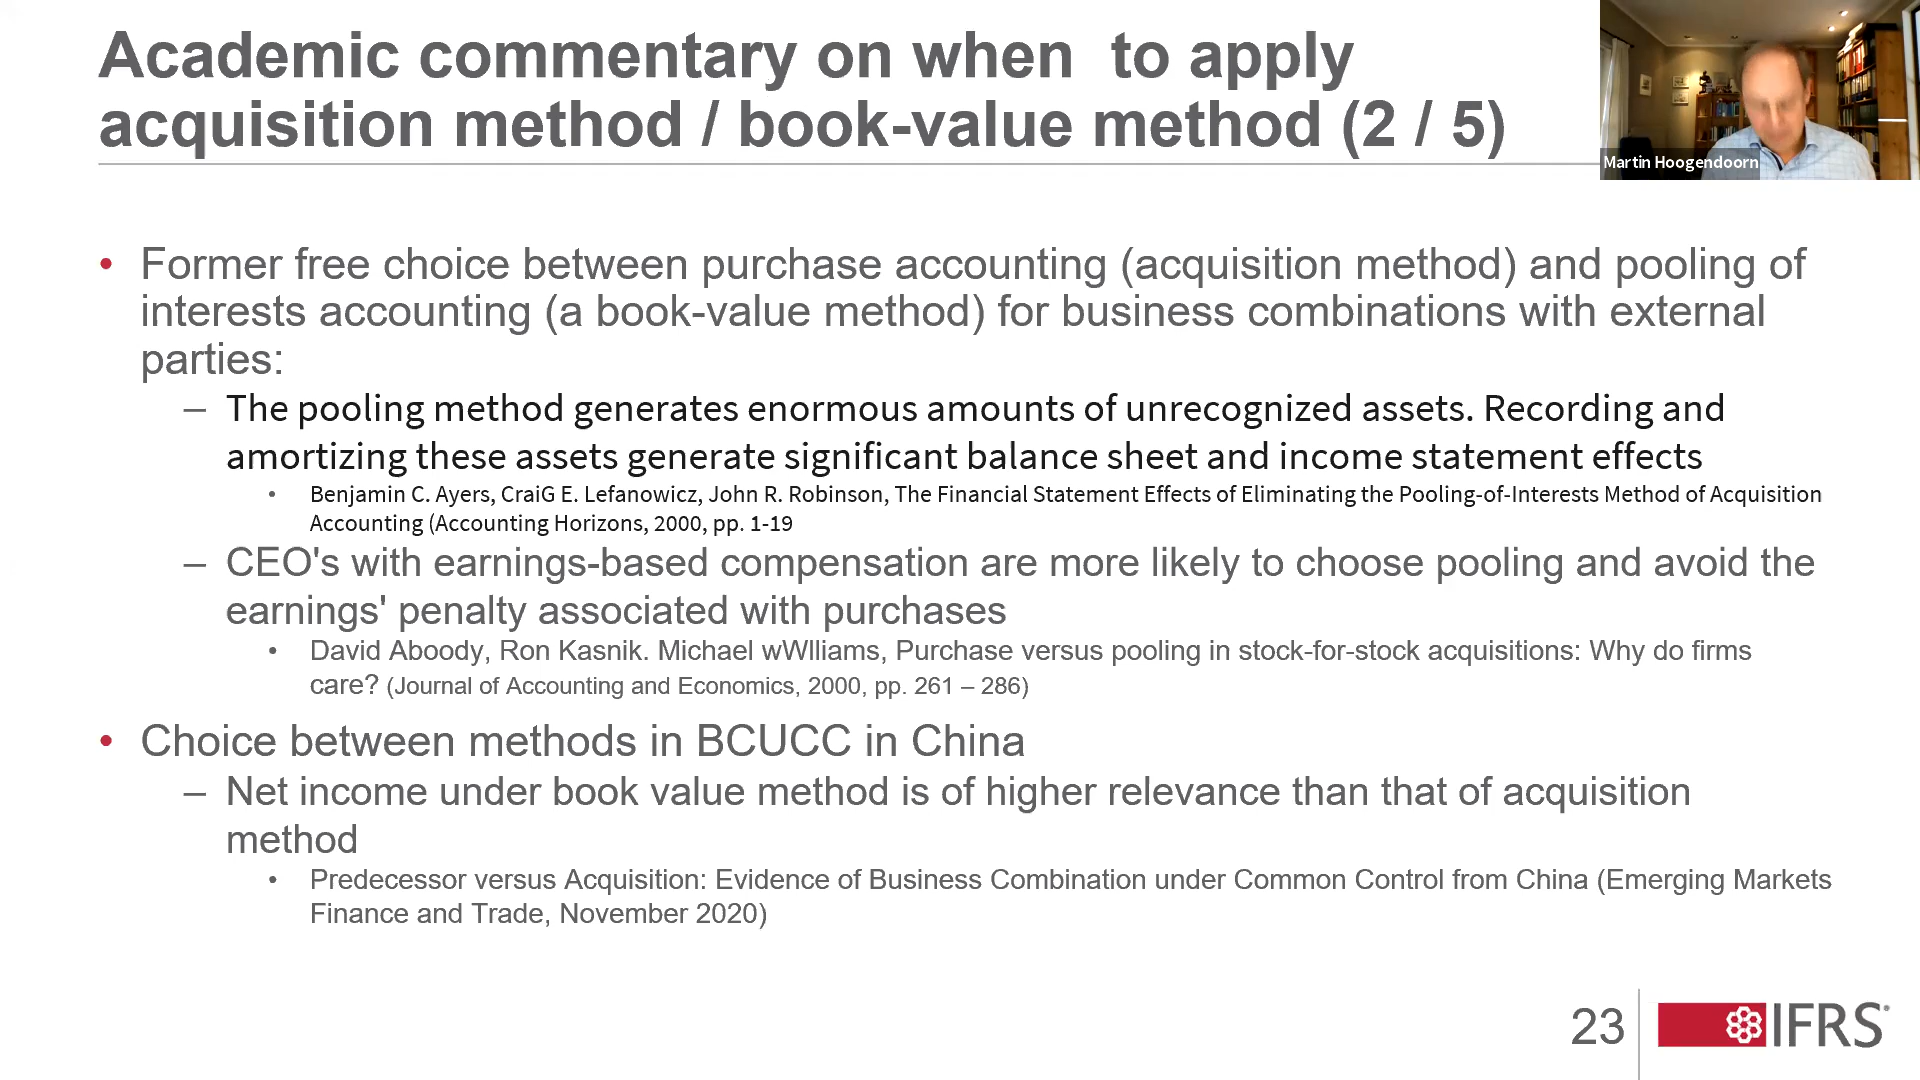 Academic commentary on when  to apply
acquisition method / book-value method (2 / 5)
Martin Hoogendoorn
• Former free choice between purchase accounting (acquisition method) and pooling of
interests accounting (a book-value method) for business combinations with external
parties:
– The pooling method generates enormous amounts of unrecognized assets. Recording and
amortizing these assets generate significant balance sheet and income statement effects
• Benjamin C. Ayers, CraiG E. Lefanowicz, John R. Robinson, The Financial Statement Effects of Eliminating the Pooling-of-Interests Method of Acquisition
Accounting (Accounting Horizons, 2000, pp. 1-19
– CEO's with earnings-based compensation are more likely to choose pooling and avoid the
earnings' penalty associated with purchases
• David Aboody, Ron Kasnik. Michael wWlliams, Purchase versus pooling in stock-for-stock acquisitions: Why do firms
care? (Journal of Accounting and Economics, 2000, pp. 261 – 286)
• Choice between methods in BCUCC in China
– Net income under book value method is of higher relevance than that of acquisition
method
• Predecessor versus Acquisition: Evidence of Business Combination under Common Control from China (Emerging Markets
Finance and Trade, November 2020)
23
IFRS